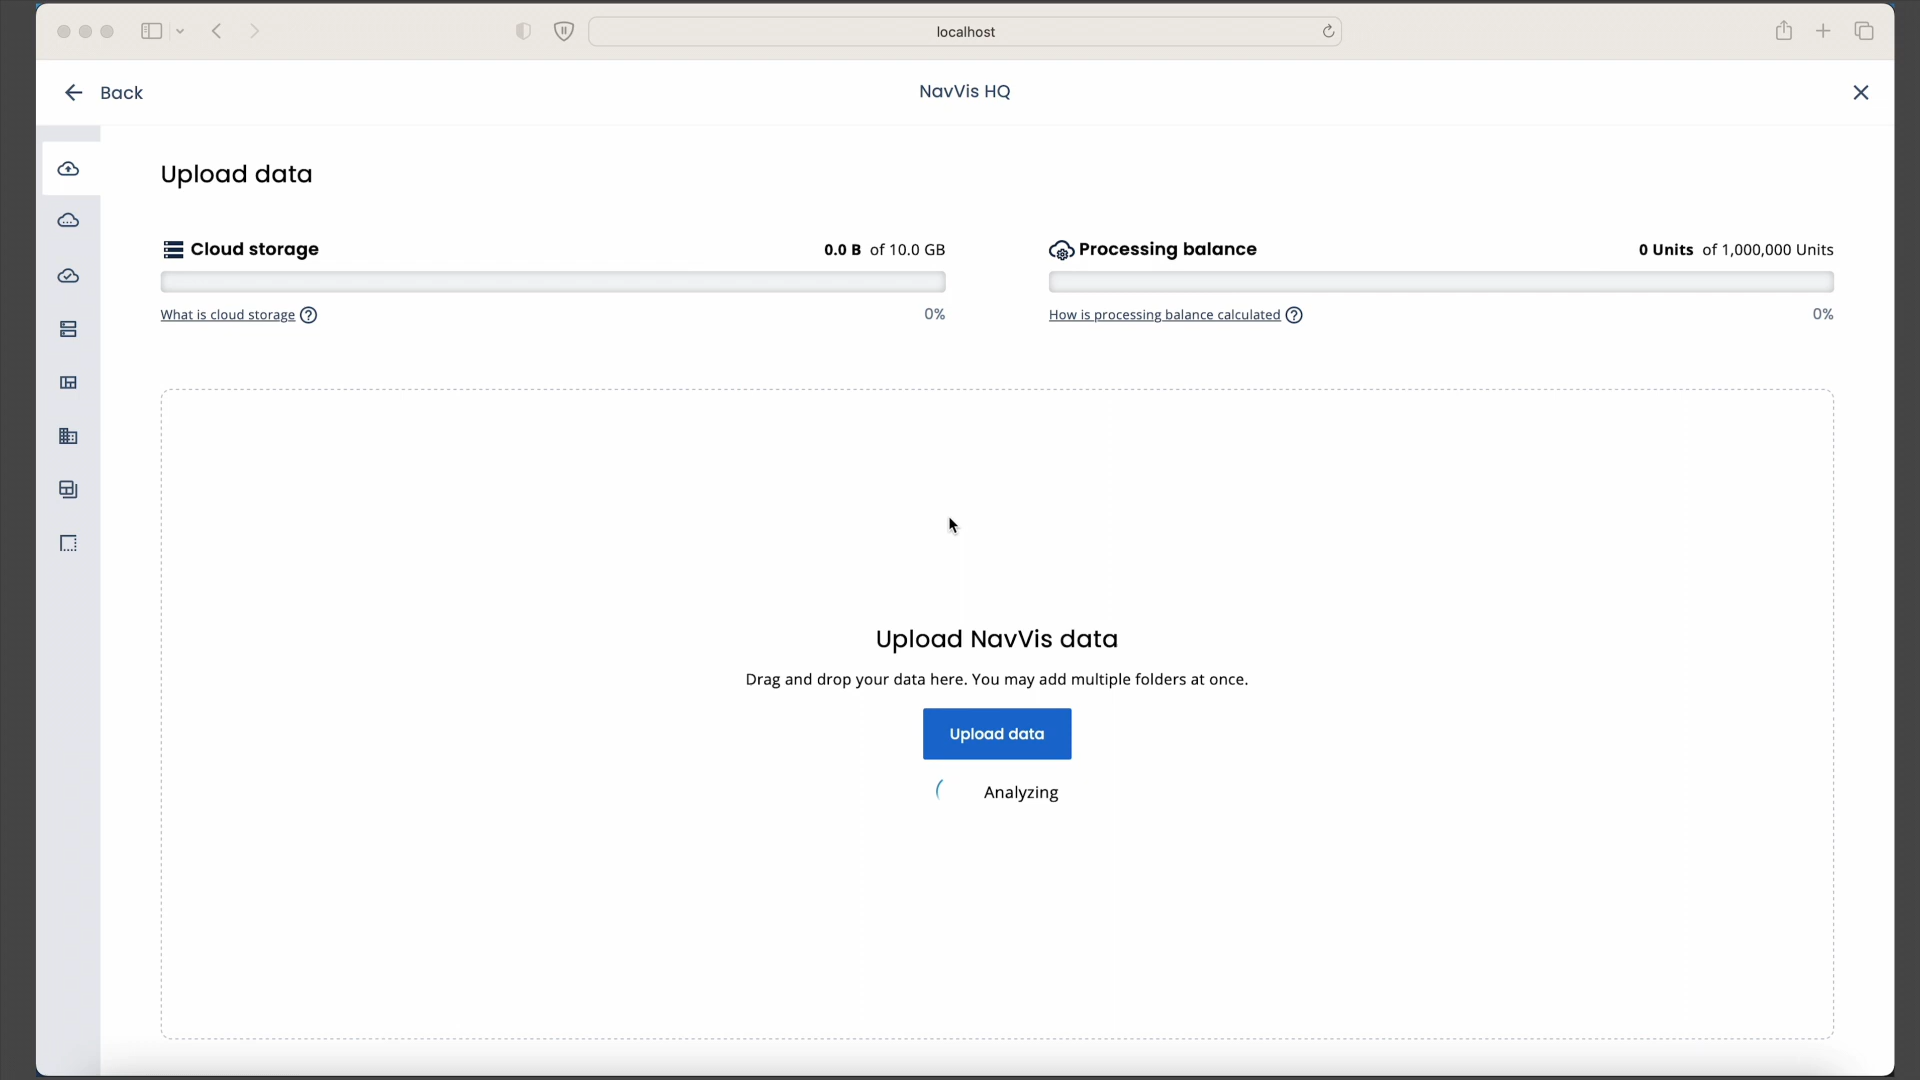 localhost
Back
NavVis HQ
Upload data
Cloud storage
0.0 B of 10.0 GB
What is cloud storage
0%
Processing balance
0 Units of 1,000,000 Units
How is processing balance calculated
0%
Upload NavVis data
Drag and drop your data here. You may add multiple folders at once.
Upload data
Analyzing